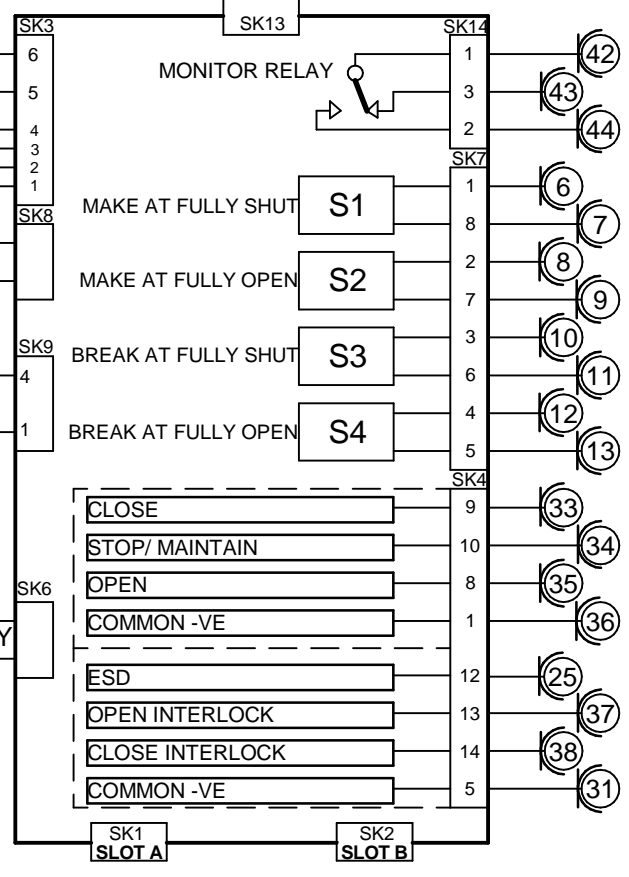 SK13
SK3
6
5
4
3
2
1
SK8
SK9
4
1
SK6
Y
MONITOR RELAY
SK14
1 42
3 43
2 44
SK7
MAKE AT FULLY SHUT S1 1 6
8 7
MAKE AT FULLY OPEN S2 2 8
7 9
BREAK AT FULLY SHUT S3 3 10
6 11
BREAK AT FULLY OPEN S4 4 12
5 13
SK4
CLOSE 9 33
STOP/ MAINTAIN 10 34
OPEN 8 35
COMMON -VE 1 36
ESD 12 25
OPEN INTERLOCK 13 37
CLOSE INTERLOCK 14 38
COMMON -VE 5 31
SK1
SLOT A
SK2
SLOT B